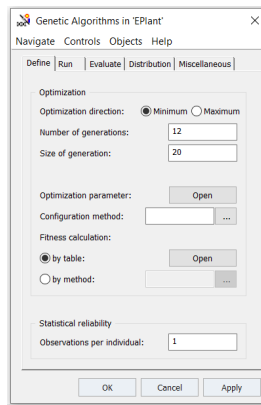 Genetic Algorithms in 'EPlant'
Navigate Controls Objects Help
Define Run Evaluate Distribution Miscellaneous
Optimization
Optimization direction: Minimum Maximum
Number of generations: 12
Size of generation: 20
Optimization parameter: Open
Configuration method: ...
Fitness calculation:
by table: Open
by method: ...
Statistical reliability
Observations per individual: 1
OK Cancel Apply